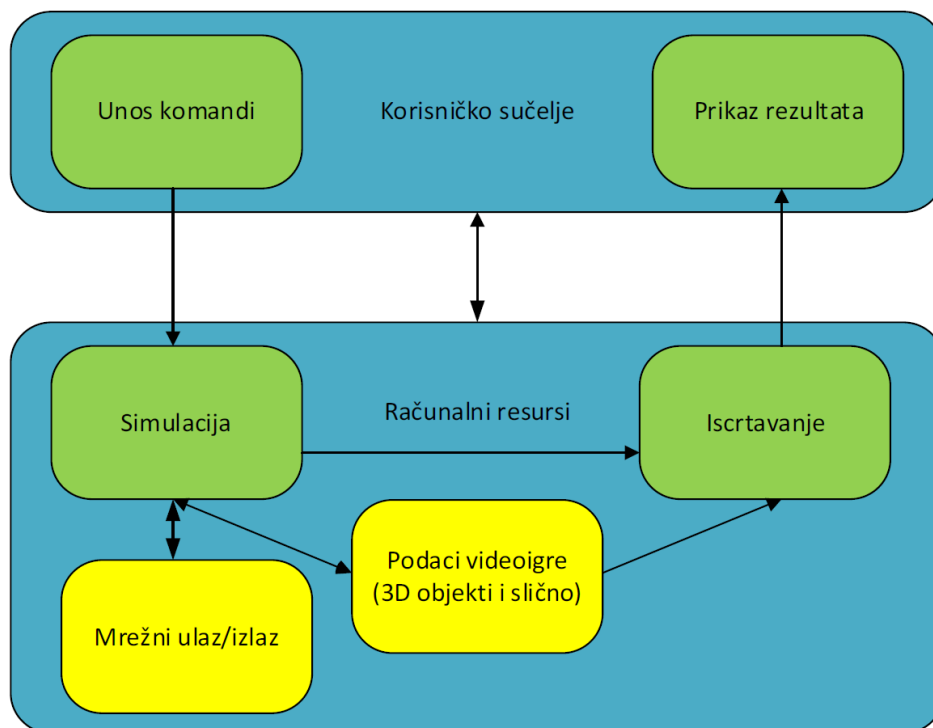 Unos komandi
Korisničko sučelje
Prikaz rezultata
Simulacija
Računalni resursi
Iscrtavanje
Podaci videoigre
(3D objekti i slično)
Mrežni ulaz/izlaz